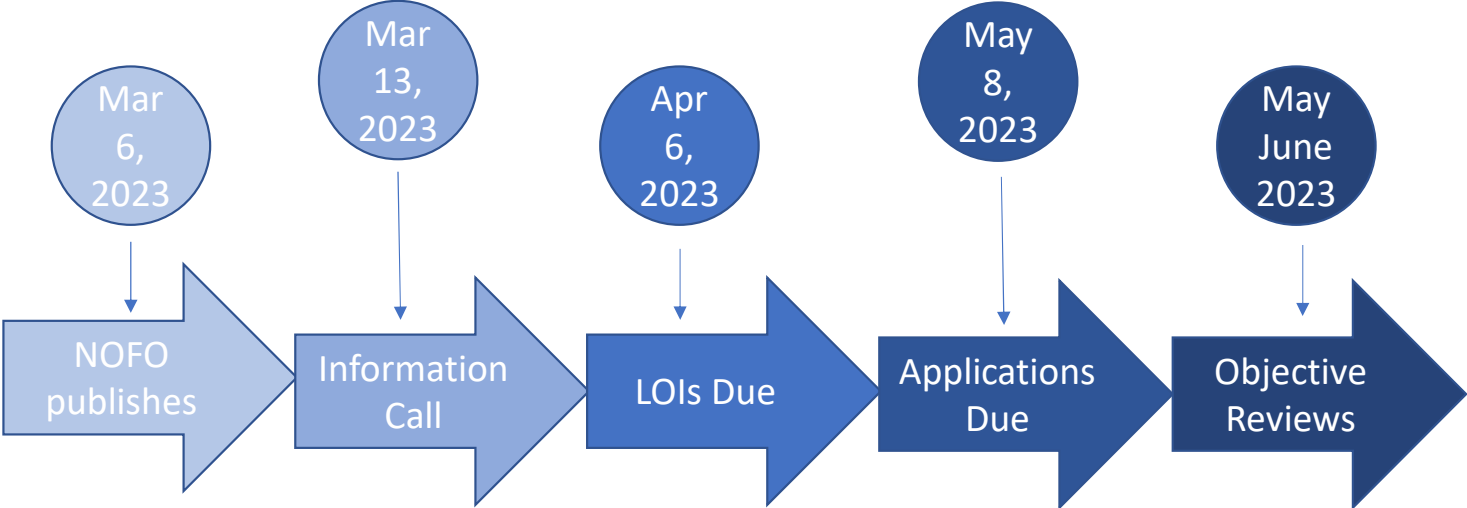 Mar
6,
2023
NOFO
publishes
Mar
13,
2023
Information
Call
Apr
6,
2023
LOIs Due
May
8,
2023
Applications
Due
May
June
2023
Objective
Reviews